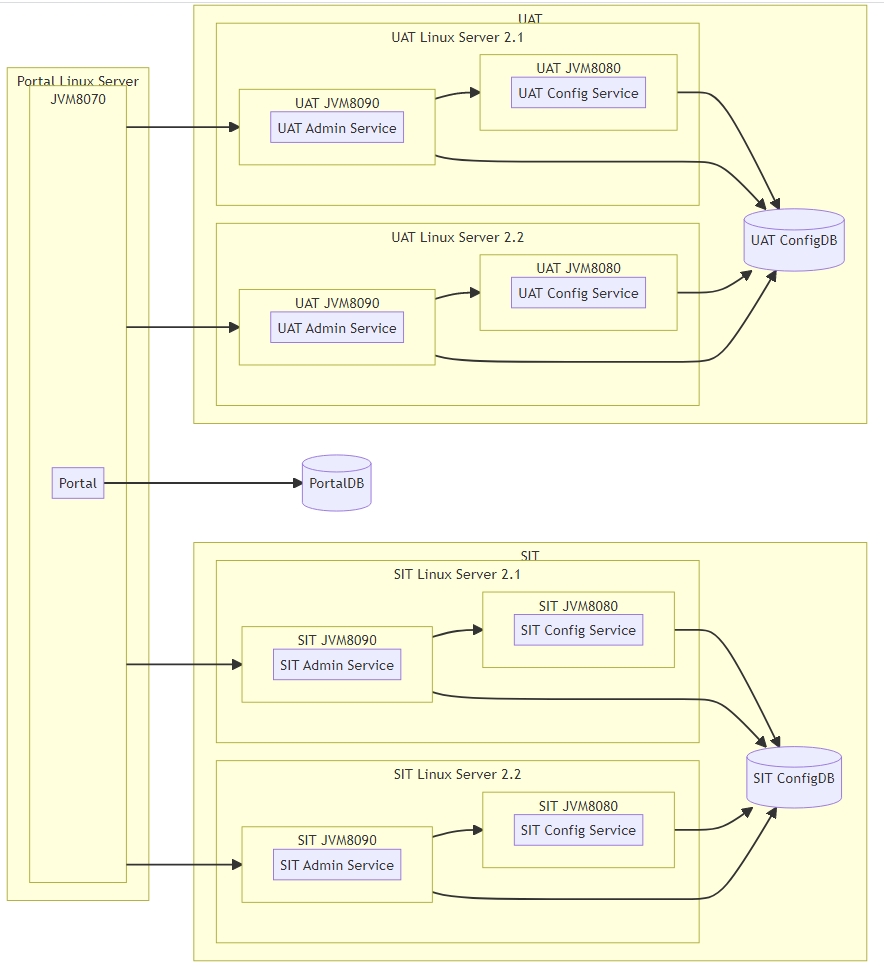 Portal Linux Server
JVM8070
Portal
UAT
UAT Linux Server 2.1
UAT JVM8090
UAT Admin Service
UAT JVM8080
UAT Config Service
UAT Linux Server 2.2
UAT JVM8090
UAT Admin Service
UAT JVM8080
UAT Config Service
UAT ConfigDB
PortalDB
SIT
SIT Linux Server 2.1
SIT JVM8090
SIT Admin Service
SIT JVM8080
SIT Config Service
SIT Linux Server 2.2
SIT JVM8090
SIT Admin Service
SIT JVM8080
SIT Config Service
SIT ConfigDB